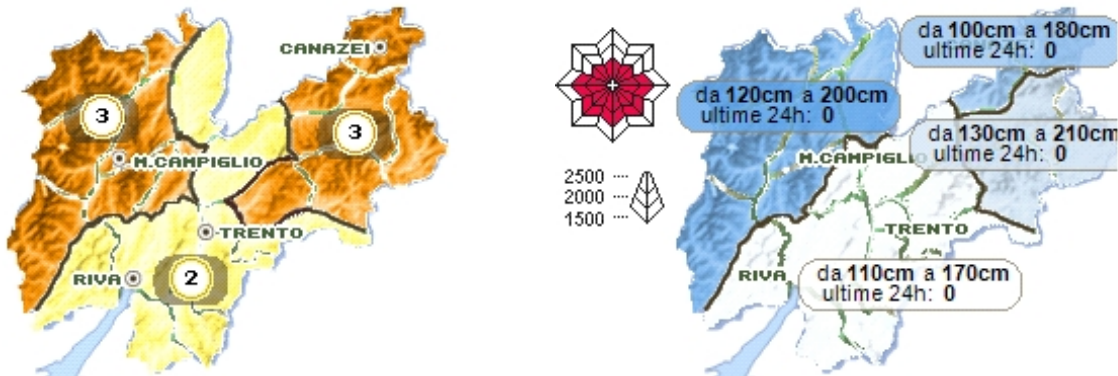 CANAZEI
3
3
M.CAMPIGLIO
TRENTO
RIVA
2
da 100cm a 180cm
ultime 24h: 0
da 120cm a 200cm
ultime 24h: 0
da 130cm a 210cm
ultime 24h: 0
M.CAMPIGLIO
2500
2000
1500
TRENTO
RIVA
da 110cm a 170cm
ultime 24h: 0